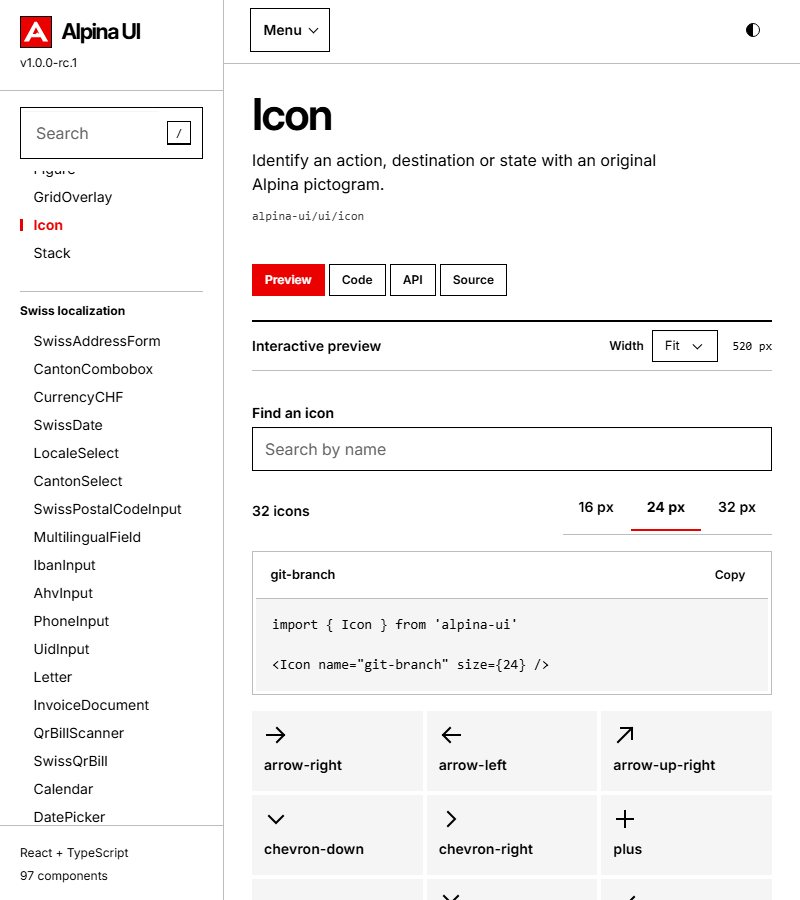 Alpina UI
v1.0.0-rc.1
Search
/
Figure
GridOverlay
Icon
Stack
Swiss localization
SwissAddressForm
CantonCombobox
CurrencyCHF
SwissDate
LocaleSelect
CantonSelect
SwissPostalCodeInput
MultilingualField
IbanInput
AhvInput
PhoneInput
UidInput
Letter
InvoiceDocument
QrBillScanner
SwissQrBill
Calendar
DatePicker
React + TypeScript
97 components
Menu
Icon
Identify an action, destination or state with an original
Alpina pictogram.
alpina-ui/ui/icon
Preview Code API Source
Interactive preview Width Fit 520 px
Find an icon
Search by name
32 icons 16 px 24 px 32 px
git-branch Copy
import { Icon } from 'alpina-ui'
<Icon name="git-branch" size={24} />
arrow-right arrow-left arrow-up-right
chevron-down chevron-right plus